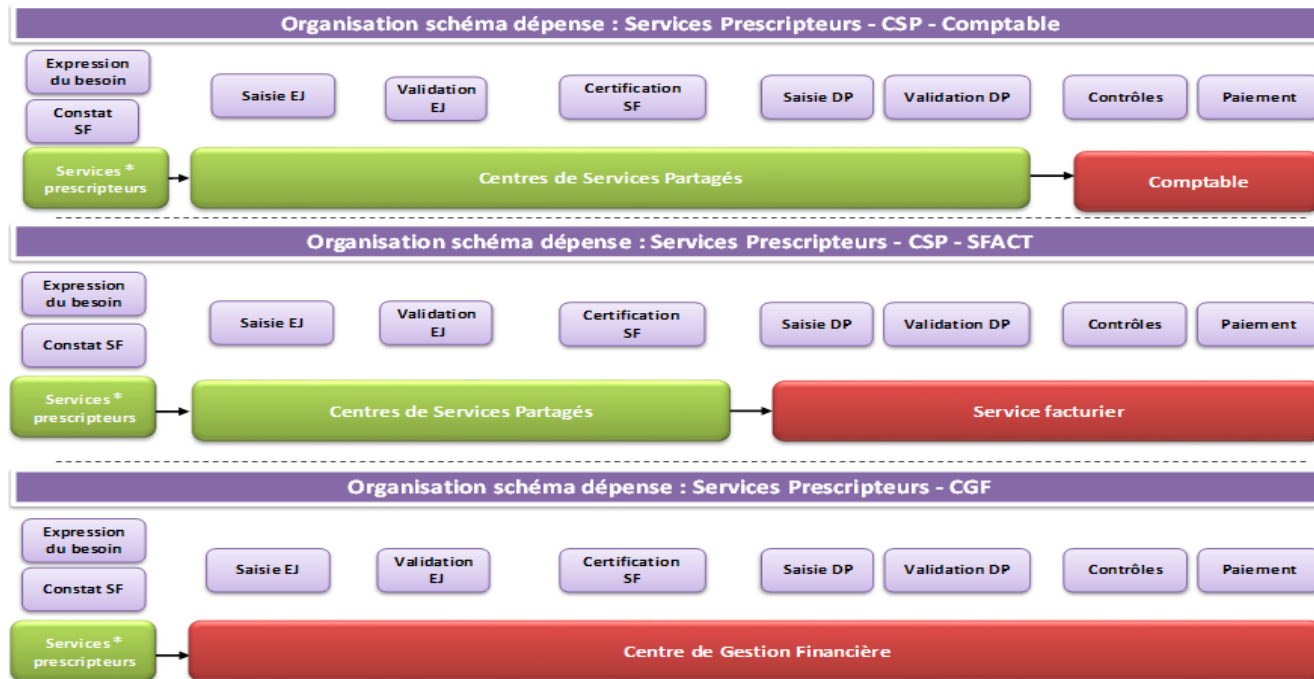 Organisation schéma dépense : Services Prescripteurs - CSP - Comptable
Expression
du besoin
Constat
SF
Saisie EJ
Validation
EJ
Certification
SF
Saisie DP
Validation DP
Contrôles
Paiement
Services *
prescripteurs
Centres de Services Partagés
Comptable
Organisation schéma dépense : Services Prescripteurs - CSP - SFACT
Expression
du besoin
Constat SF
Saisie EJ
Validation
EJ
Certification
SF
Saisie DP
Validation DP
Contrôles
Paiement
Services *
prescripteurs
Centres de Services Partagés
Service facturier
Organisation schéma dépense : Services Prescripteurs - CGF
Expression
du besoin
Constat SF
Saisie EJ
Validation
EJ
Certification
SF
Saisie DP
Validation DP
Contrôles
Paiement
Services *
prescripteurs
Centre de Gestion Financière